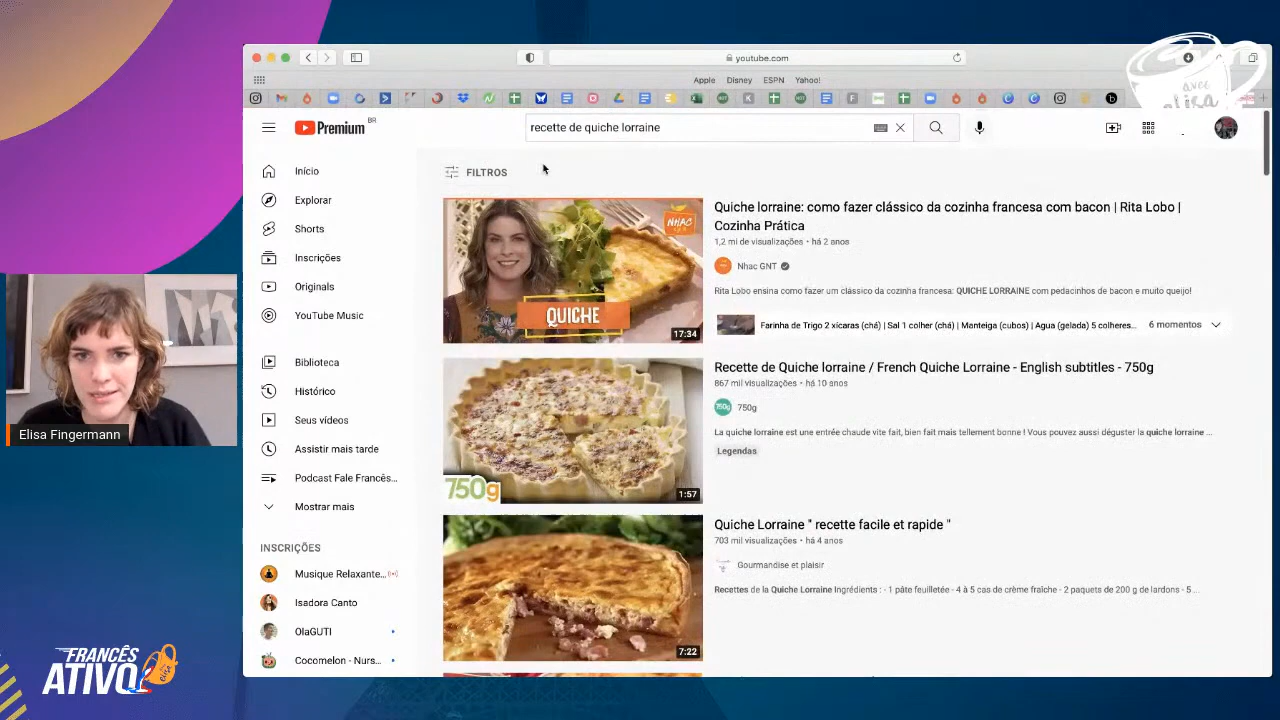 youtube.com
Apple Disney ESPN Yahoo!
avec
elisa
Premium BR
recette de quiche lorraine
Início
Explorar
Shorts
Inscrições
Originals
YouTube Music
Biblioteca
Histórico
Seus vídeos
Assistir mais tarde
Podcast Fale Francês...
Mostrar mais
INSCRIÇÕES
Musique Relaxante...
Isadora Canto
OlaGUTI
Cocomelon - Nurs...
FILTROS
NHAC
QUICHE
17:34
Quiche lorraine: como fazer clássico da cozinha francesa com bacon | Rita Lobo |
Cozinha Prática
1,2 mi de visualizações • há 2 anos
Nhac GNT
Rita Lobo ensina como fazer um clássico da cozinha francesa: QUICHE LORRAINE com pedacinhos de bacon e muito queijo!
Farinha de Trigo 2 xícaras (chá) | Sal 1 colher (chá) | Manteiga (cubos) | Água (gelada) 5 colheres...
6 momentos
750g
1:57
Recette de Quiche lorraine / French Quiche Lorraine - English subtitles - 750g
867 mil visualizações • há 10 anos
750g
750g
La quiche lorraine est une entrée chaude vite fait, bien fait mais tellement bonne ! Vous pouvez aussi déguster la quiche lorraine ...
Legendas
7:22
Quiche Lorraine " recette facile et rapide "
703 mil visualizações • há 4 anos
Gourmandise et plaisir
Recettes de la Quiche Lorraine Ingrédients : - 1 pâte feuilletée - 4 à 5 cas de crème fraîche - 2 paquets de 200 g de lardons - 5 ...
Elisa Fingermann
FRANCÊS
ATIVO